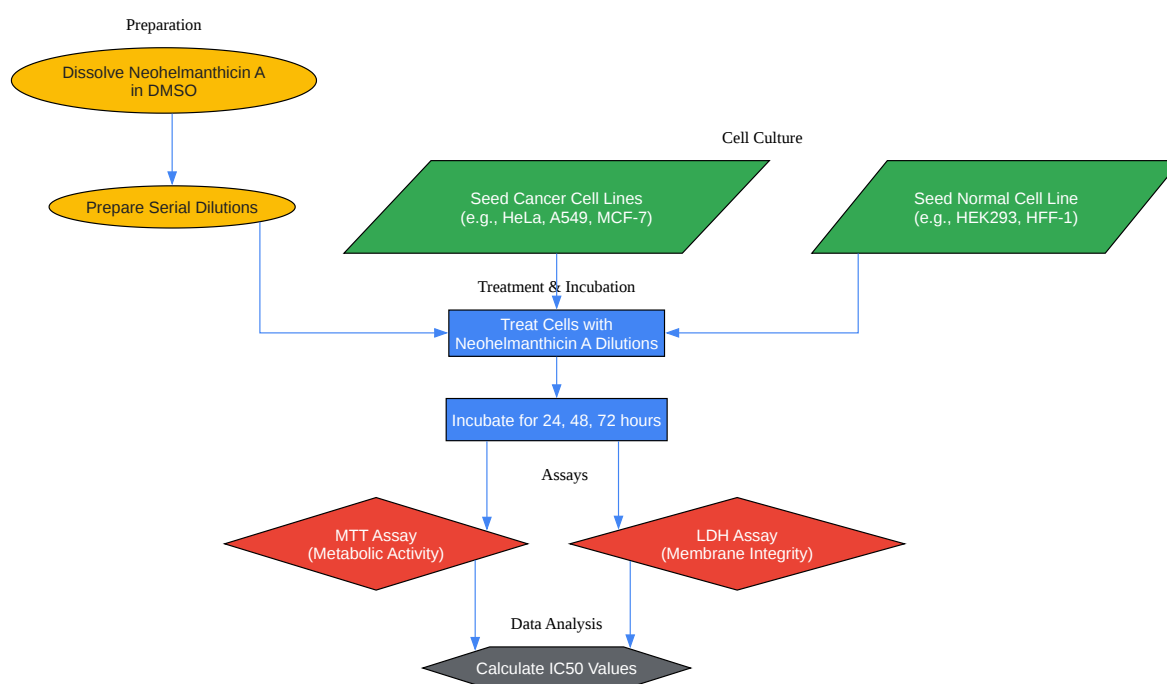 Preparation
Dissolve Neohelmanthicin A
in DMSO
Prepare Serial Dilutions
Cell Culture
Seed Cancer Cell Lines
(e.g., HeLa, A549, MCF-7)
Seed Normal Cell Line
(e.g., HEK293, HFF-1)
Treatment & Incubation
Treat Cells with
Neohelmanthicin A Dilutions
Incubate for 24, 48, 72 hours
Assays
MTT Assay
(Metabolic Activity)
LDH Assay
(Membrane Integrity)
Data Analysis
Calculate IC50 Values